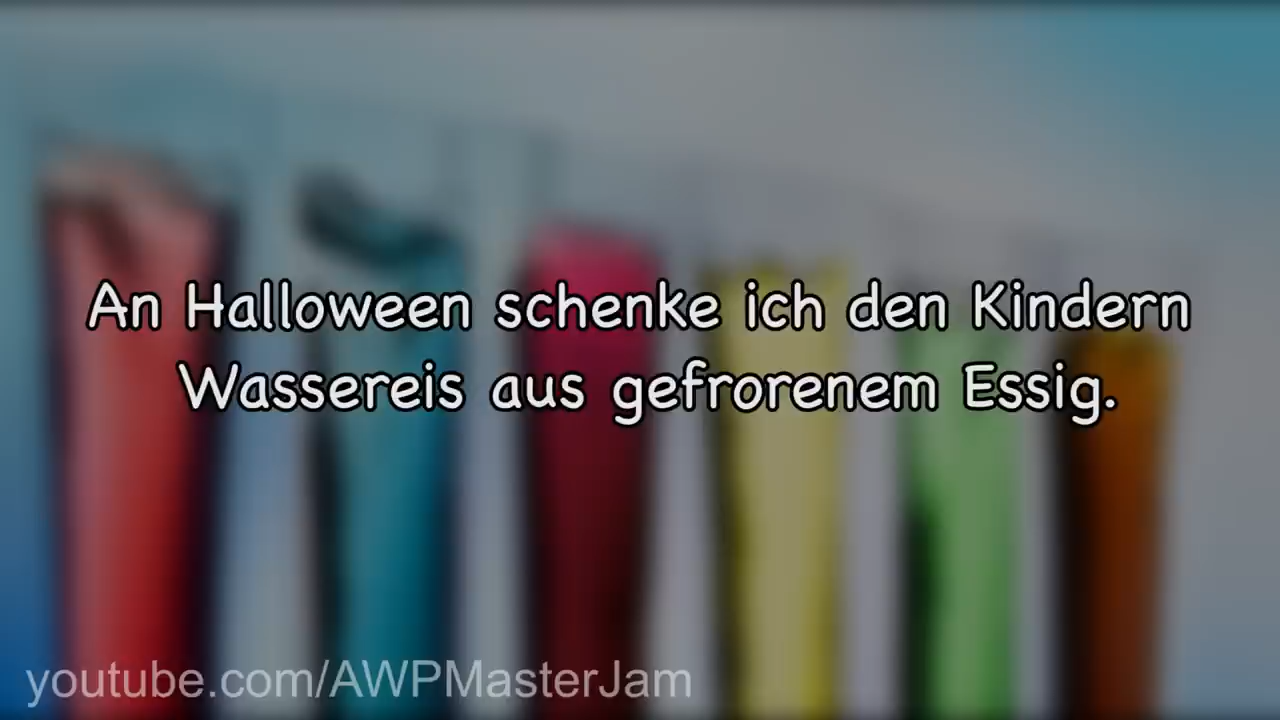 An Halloween schenke ich den Kindern
Wassereis aus gefrorenem Essig.
youtube.com/AWPMasterJam